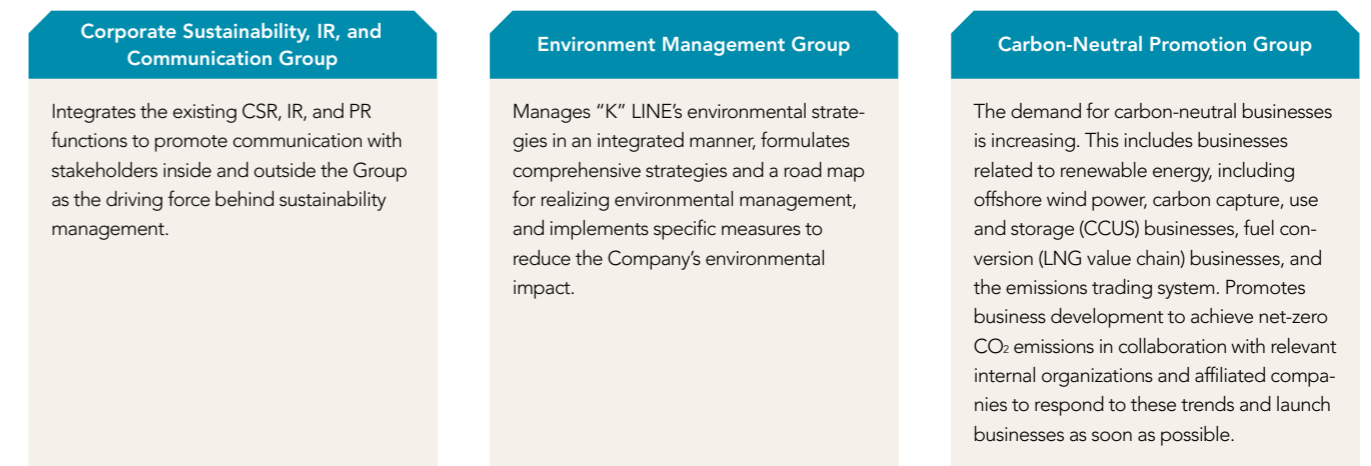 Corporate Sustainability, IR, and
Communication Group
Integrates the existing CSR, IR, and PR
functions to promote communication with
stakeholders inside and outside the Group
as the driving force behind sustainability
management.
Environment Management Group
Manages “K” LINE’s environmental strate-
gies in an integrated manner, formulates
comprehensive strategies and a road map
for realizing environmental management,
and implements specific measures to
reduce the Company’s environmental
impact.
Carbon-Neutral Promotion Group
The demand for carbon-neutral businesses
is increasing. This includes businesses
related to renewable energy, including
offshore wind power, carbon capture, use
and storage (CCUS) businesses, fuel con-
version (LNG value chain) businesses, and
the emissions trading system. Promotes
business development to achieve net-zero
CO₂ emissions in collaboration with relevant
internal organizations and affiliated compa-
nies to respond to these trends and launch
businesses as soon as possible.